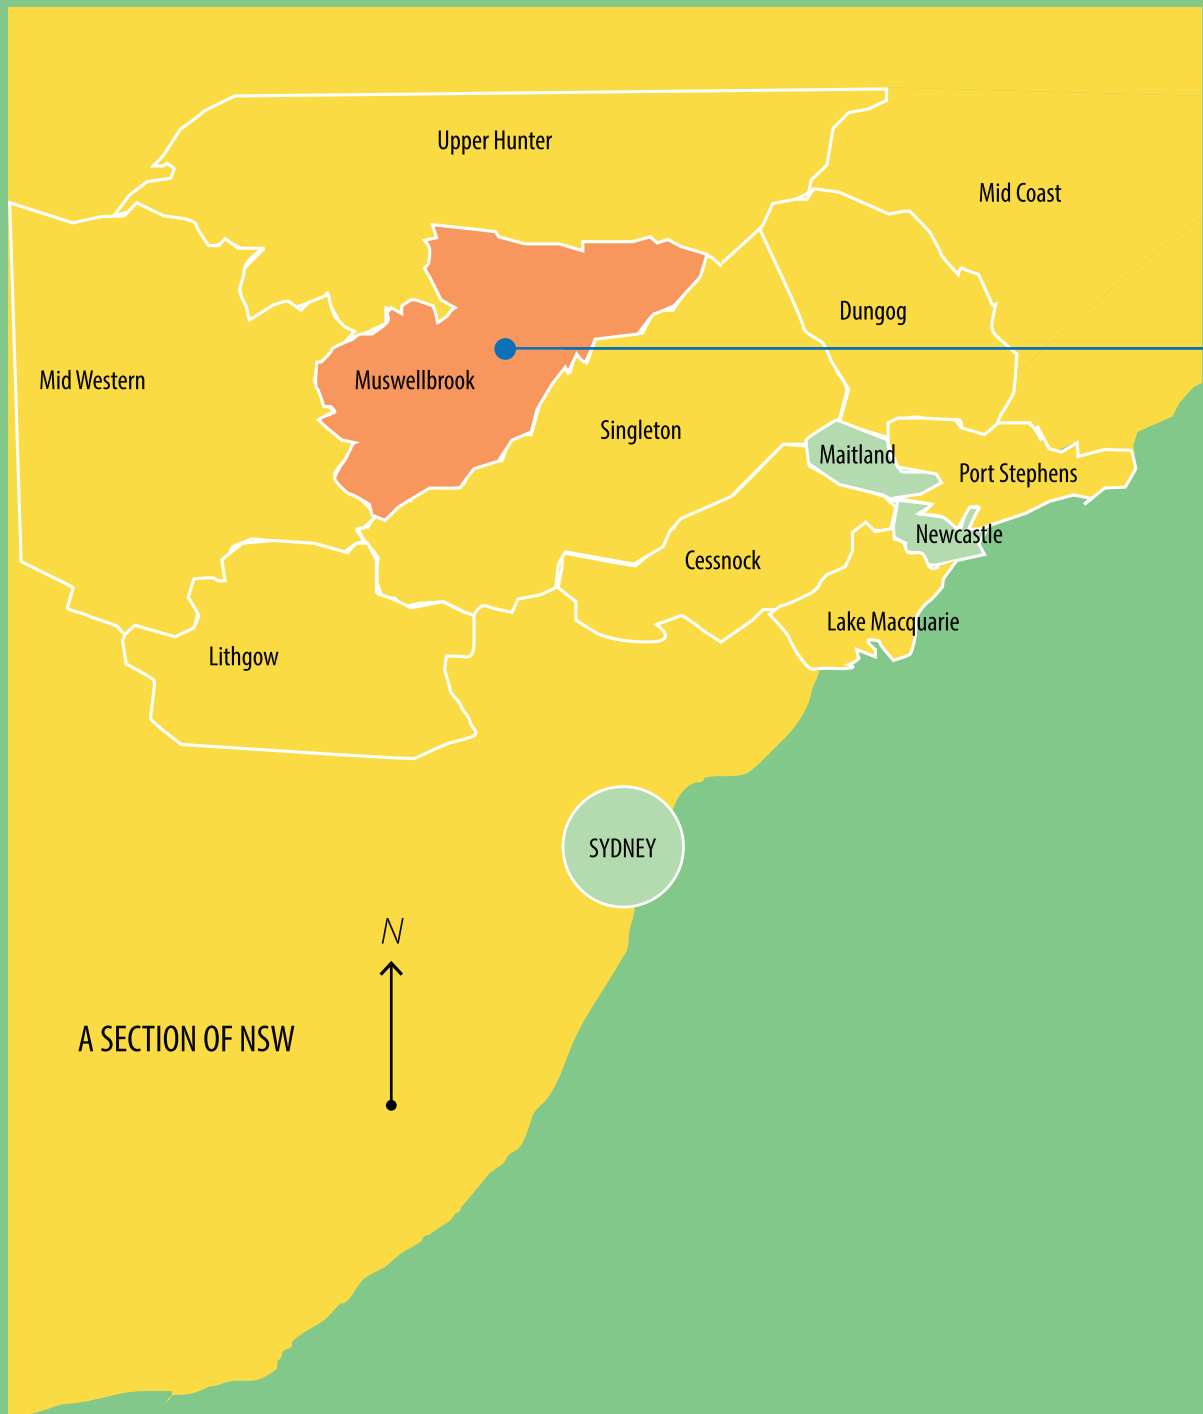 Upper Hunter
Mid Coast
Dungog
Mid Western
Muswellbrook
Singleton
Maitland
Port Stephens
Newcastle
Cessnock
Lake Macquarie
Lithgow
SYDNEY
N
A SECTION OF NSW